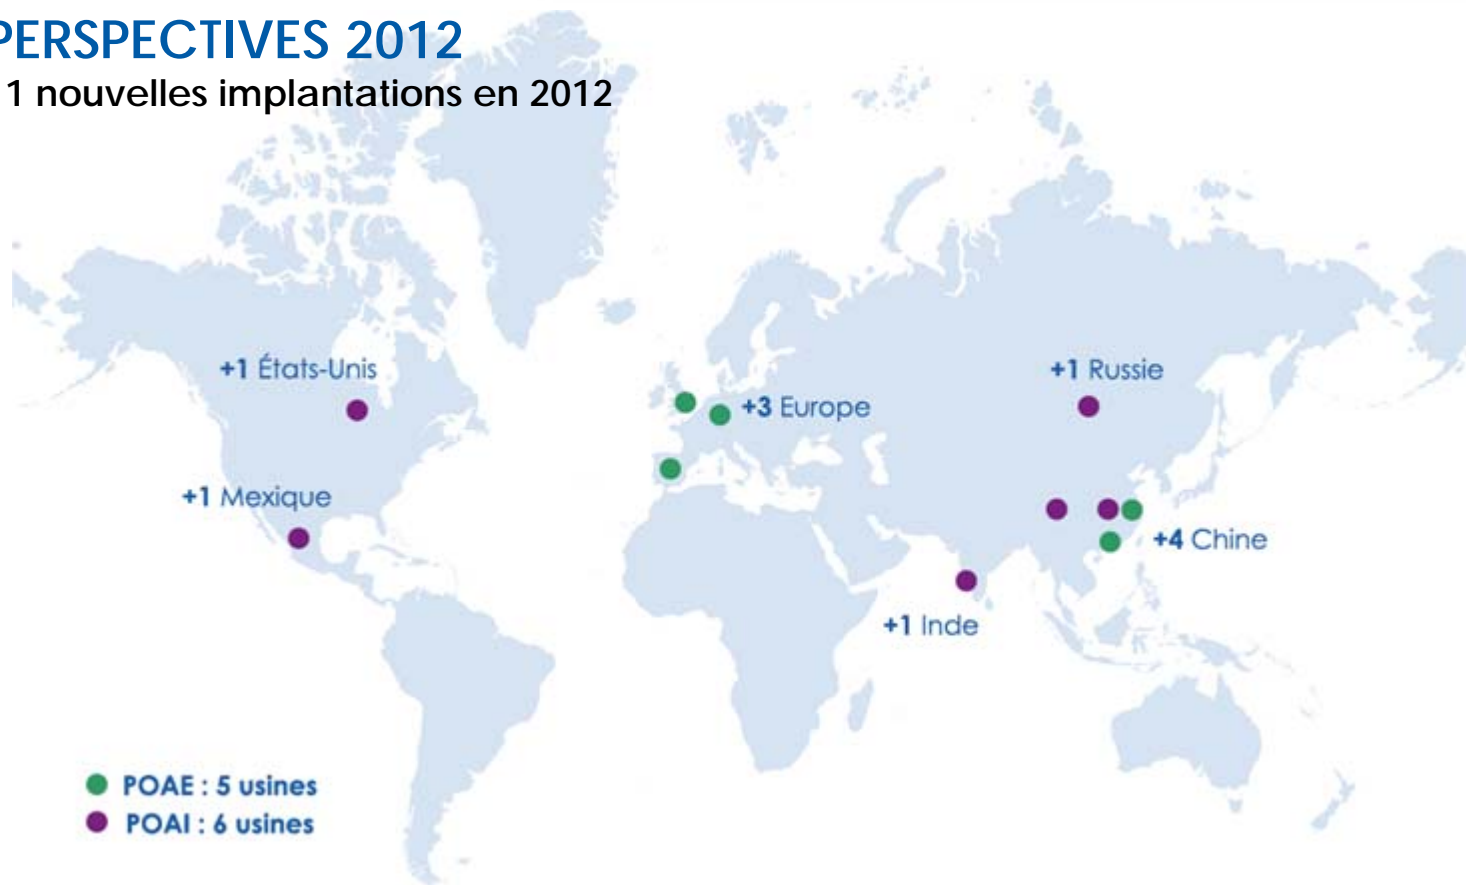 PERSPECTIVES 2012
1 nouvelles implantations en 2012
+1 États-Unis
+1 Russie
+3 Europe
+1 Mexique
+4 Chine
+1 Inde
POAE : 5 usines
POAI : 6 usines